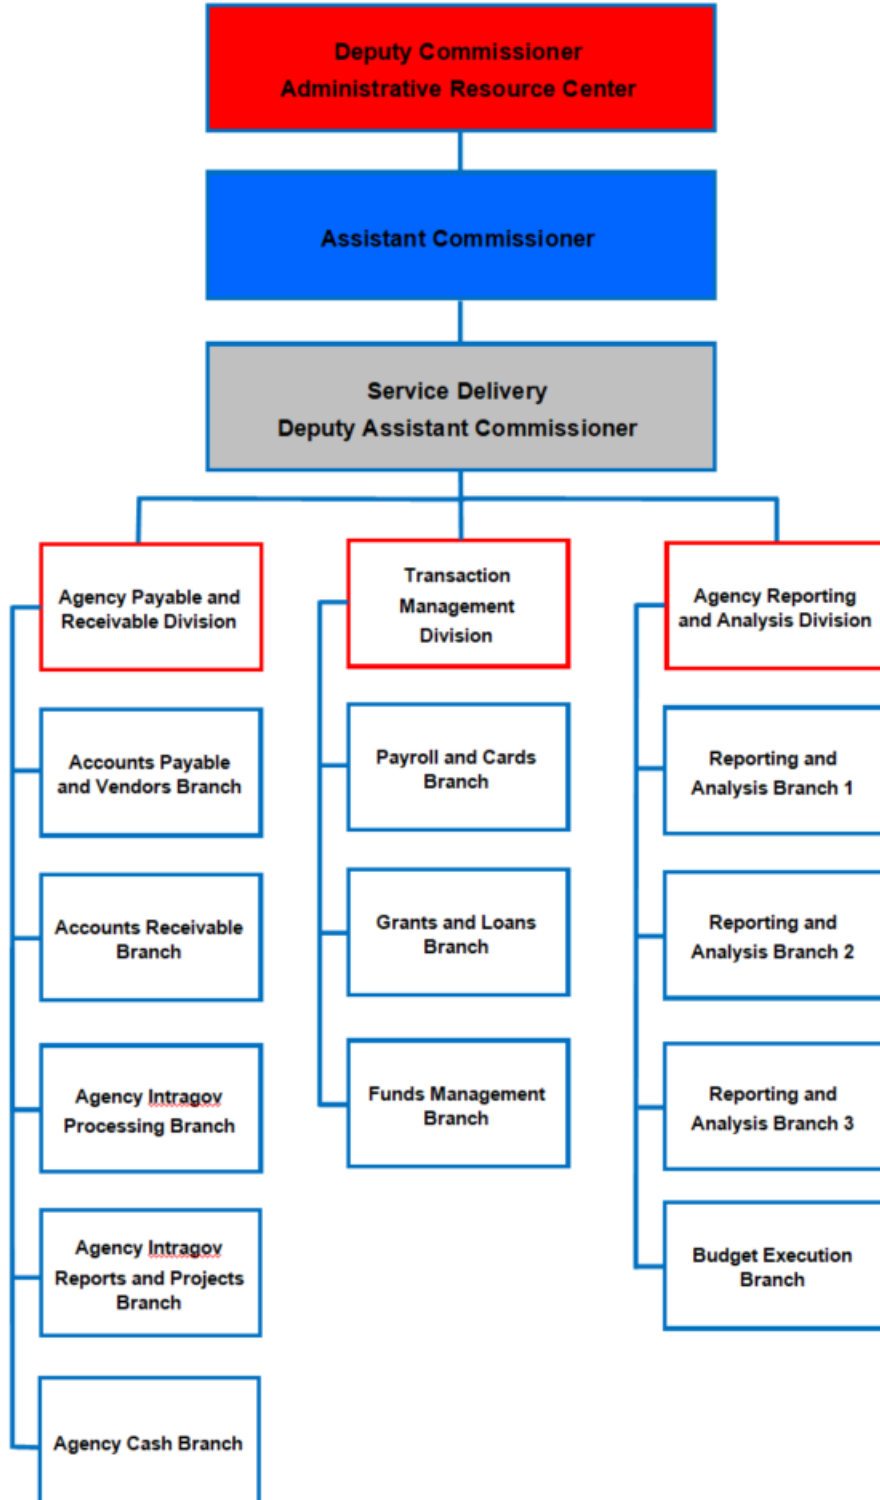 Deputy Commissioner
Administrative Resource Center
Assistant Commissioner
Service Delivery
Deputy Assistant Commissioner
Agency Payable and
Receivable Division
Accounts Payable
and Vendors Branch
Accounts Receivable
Branch
Agency Intragov
Processing Branch
Agency Intragov
Reports and Projects
Branch
Agency Cash Branch
Transaction
Management
Division
Payroll and Cards
Branch
Grants and Loans
Branch
Funds Management
Branch
Agency Reporting
and Analysis Division
Reporting and
Analysis Branch 1
Reporting and
Analysis Branch 2
Reporting and
Analysis Branch 3
Budget Execution
Branch